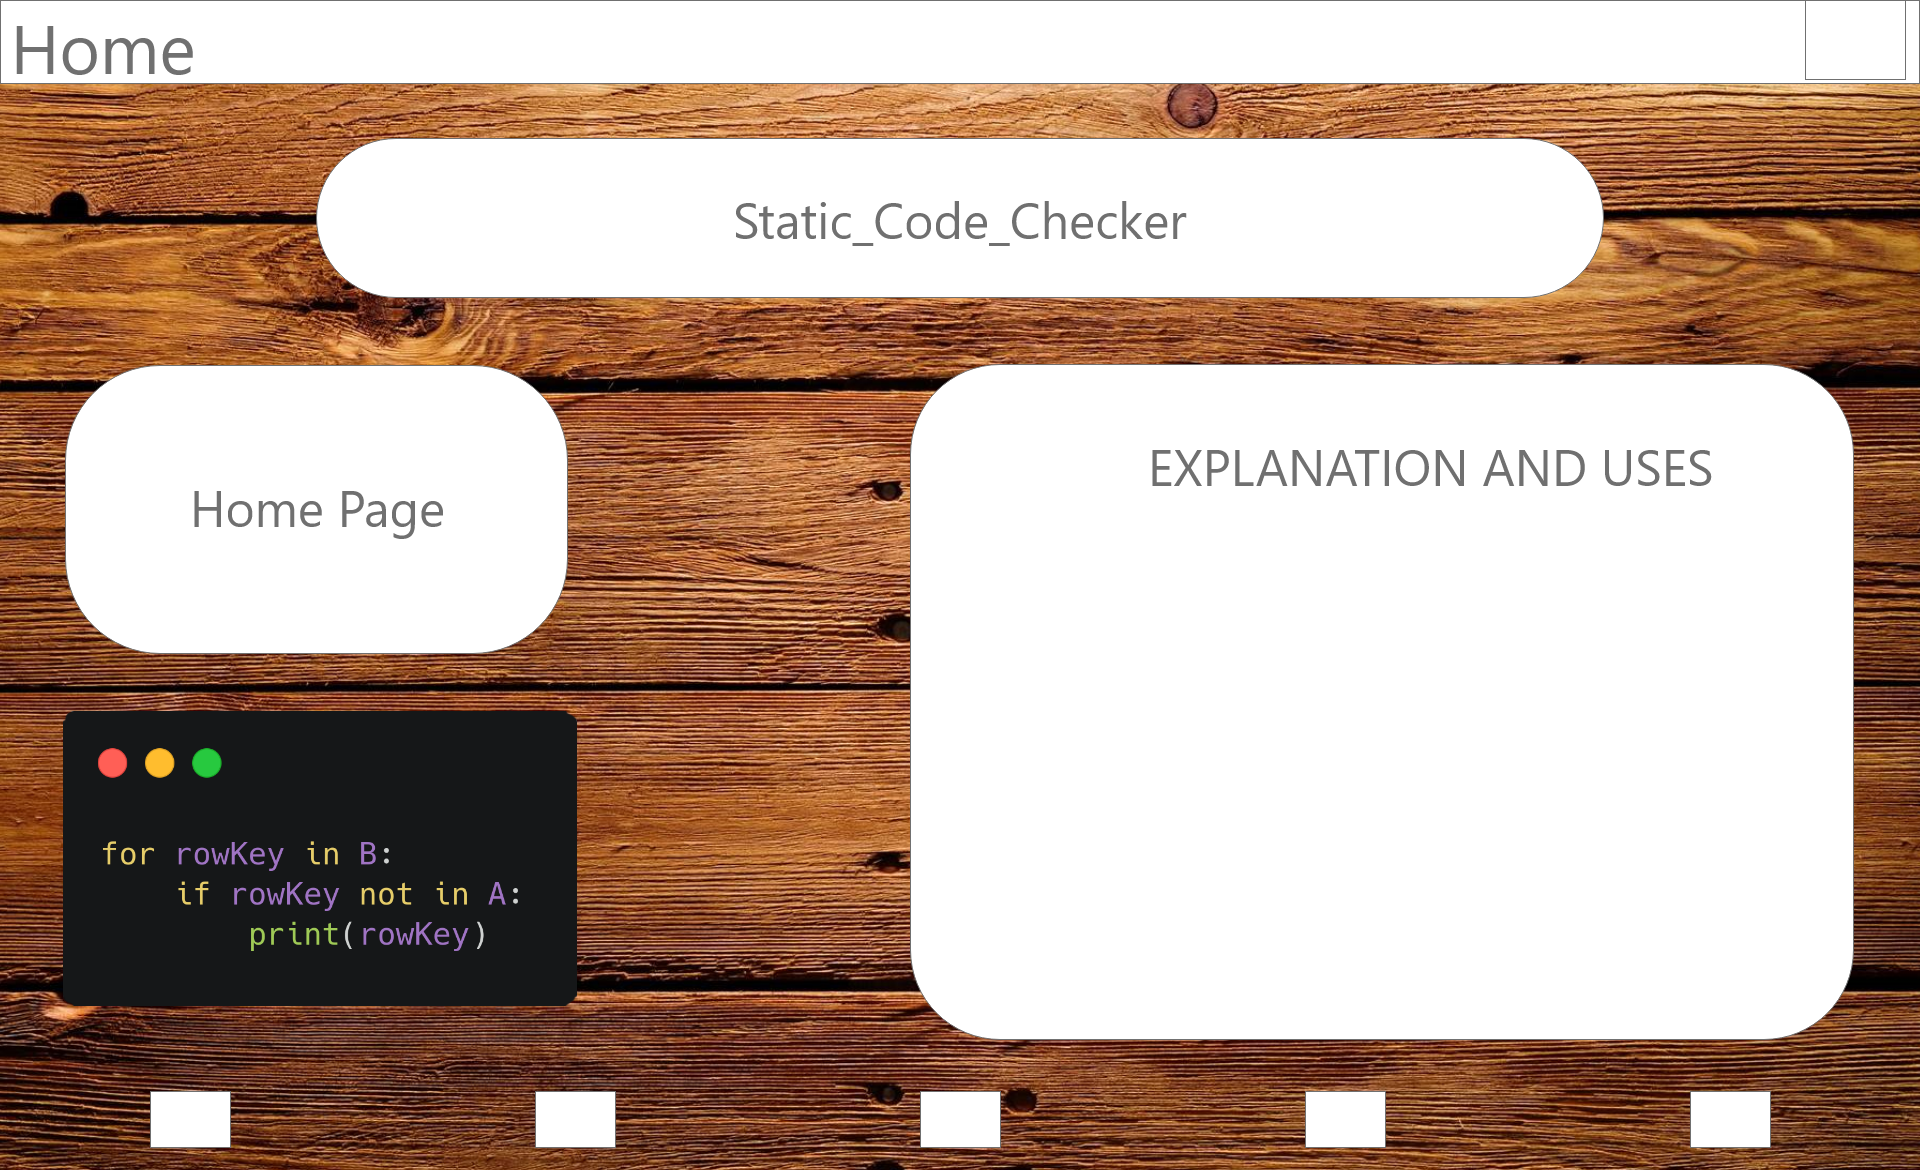 Home
Static_Code_Checker
Home Page
EXPLANATION AND USES
for rowKey in B:
    if rowKey not in A:
        print(rowKey)